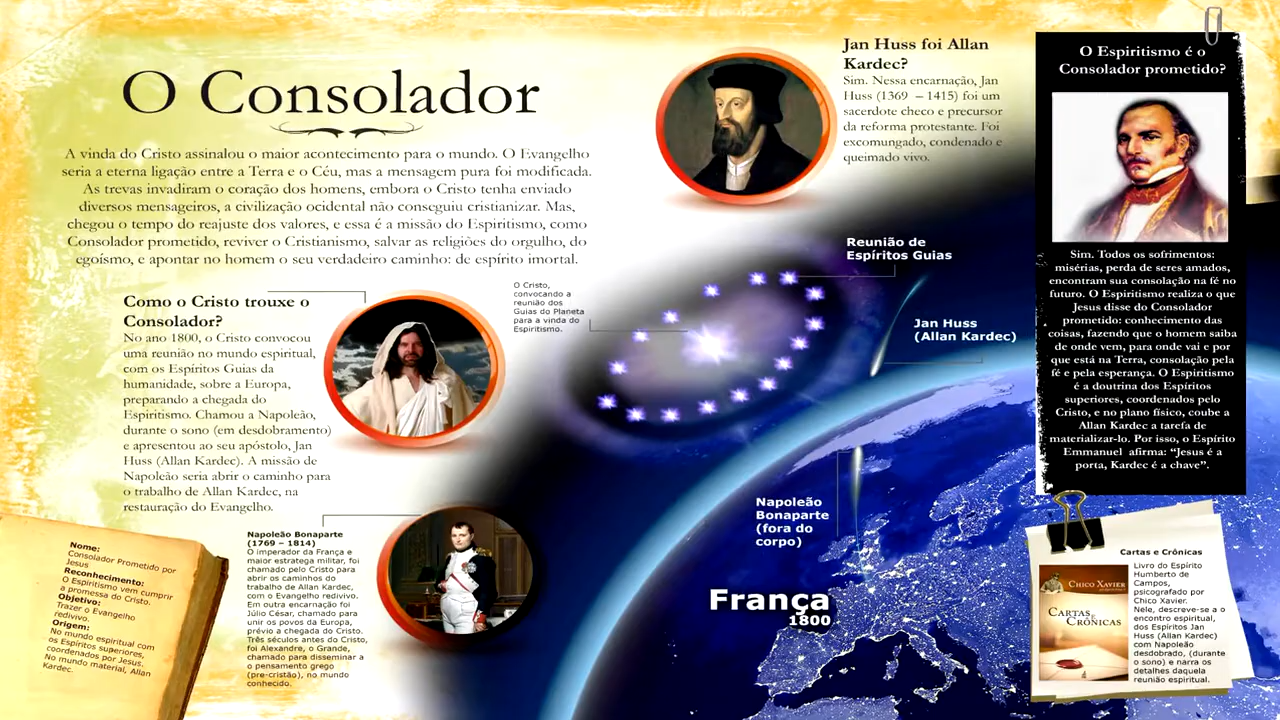 O Consolador
A vinda do Cristo assinalou o maior acontecimento para o mundo. O Evangelho
seria a eterna ligação entre a Terra e o Céu, mas a mensagem pura foi modificada.
As trevas invadiram o coração dos homens, embora o Cristo tenha enviado
diversos mensageiros, a civilização ocidental não conseguiu cristianizar. Mas,
chegou o tempo do reajuste dos valores, e essa é a missão do Espiritismo, como
Consolador prometido, reviver o Cristianismo, salvar as religiões do orgulho, do
egoísmo, e apontar no homem o seu verdadeiro caminho: de espírito imortal.
Como o Cristo trouxe o
Consolador?
No ano 1800, o Cristo convocou
uma reunião no mundo espiritual,
com os Espíritos Guias da
humanidade, sobre a Europa,
preparando a chegada do
Espiritismo. Chamou a Napoleão,
durante o sono (em desdobramento)
e apresentou ao seu apóstolo, Jan
Huss (Allan Kardec). A missão de
Napoleão seria abrir o caminho para
o trabalho de Allan Kardec, na
restauração do Evangelho.
O Cristo,
convocando a
reunião dos
Guias do Planeta
para a vinda do
Espiritismo.
Nome:
Consolador Prometido por
Jesus
Reconhecimento:
O Espiritismo vem cumprir
a promessa do Cristo.
Objetivo:
Trazer o Evangelho
redivivo.
Origem:
No mundo espiritual com
os Espíritos superiores,
coordenados por Jesus.
No mundo material, Allan
Kardec.
Napoleão Bonaparte
(1769 – 1814)
O imperador da França e
maior estratega militar, foi
chamado pelo Cristo para
abrir os caminhos do
trabalho de Allan Kardec,
com o Evangelho redivivo.
Em outra encarnação foi
Júlio César, chamado para
unir os povos da Europa,
prévio a chegada do Cristo.
Três séculos antes do Cristo,
foi Alexandre, o Grande,
chamado para disseminar a
o pensamento grego
(pre-cristão), no mundo
conhecido.
Jan Huss foi Allan
Kardec?
Sim. Nessa encarnação, Jan
Huss (1369 – 1415) foi um
sacerdote checo e precursor
da reforma protestante. Foi
excomungado, condenado e
queimado vivo.
Reunião de
Espíritos Guias
Jan Huss
(Allan Kardec)
Napoleão
Bonaparte
(fora do
corpo)
França
1800
O Espiritismo é o
Consolador prometido?
Sim. Todos os sofrimentos:
misérias, perda de seres amados,
encontram sua consolação na fé no
futuro. O Espiritismo realiza o que
Jesus disse do Consolador
prometido: conhecimento das
coisas, fazendo que o homem saiba
de onde vem, para onde vai e por
que está na Terra, consolação pela
fé e pela esperança. O Espiritismo
é a doutrina dos Espíritos
superiores, coordenados pelo
Cristo, e no plano físico, coube a
Allan Kardec a tarefa de
materializar-lo. Por isso, o Espírito
Emmanuel afirma: “Jesus é a
porta, Kardec é a chave”.
Cartas e Crônicas
Livro do Espírito
Humberto de
Campos,
psicografado por
Chico Xavier.
Nele, descreve-se a o
encontro espiritual,
dos Espíritos Jan
Huss (Allan Kardec)
com Napoleão
desdobrado, (durante
o sono) e narra os
detalhes daquela
reunião espiritual.
CHICO XAVIER
CARTAS E
CRÔNICAS